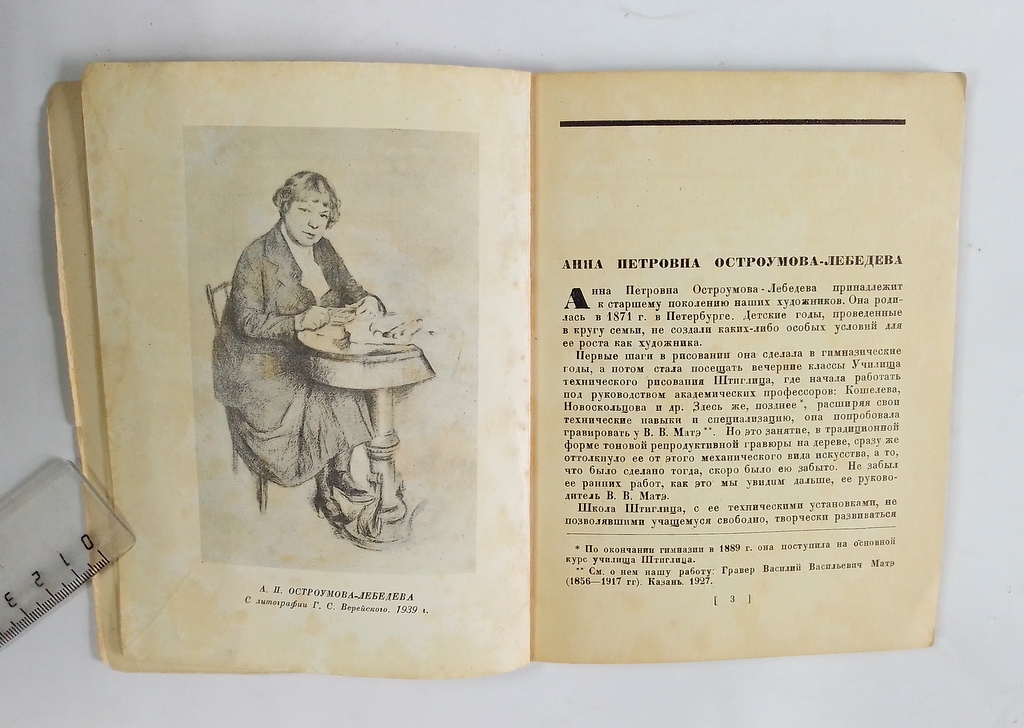 А. П. ОСТРОУМОВА-ЛЕБЕДЕВА
С литографии Г. С. Верейского. 1939 г.
АННА ПЕТРОВНА ОСТРОУМОВА-ЛЕБЕДЕВА
Анна Петровна Остроумова-Лебедева принадлежит
к старшему поколению наших художников. Она роди-
лась в 1871 г. в Петербурге. Детские годы, проведенные
в кругу семьи, не создали каких-либо особых условий для
ее роста как художника.
Первые шаги в рисовании она сделала в гимназические
годы, а потом стала посещать вечерние классы Училища
технического рисования Штиглица, где начала работать
под руководством академических профессоров: Кошелева,
Новоскольцова и др. Здесь же, позднее*, расширяя свои
технические навыки и специализацию, она попробовала
гравировать у В. В. Матэ**. Но это занятие, в традиционной
форме тоновой репродуктивной гравюры на дереве, сразу же
оттолкнуло ее от этого механического вида искусства, а то,
что было сделано тогда, скоро было ею забыто. Не забыл
ее ранних работ, как это мы увидим дальше, ее руково-
дитель В. В. Матэ.
Школа Штиглица, с ее техническими установками, не
позволявшими учащемуся свободно, творчески развиваться
* По окончании гимназии в 1889 г. она поступила на основной
курс училища Штиглица.
** См. о нем нашу работу: Гравер Василий Васильевич Матэ
(1856—1917 гг). Казань. 1927.
[ 3 ]
0 1 2 3